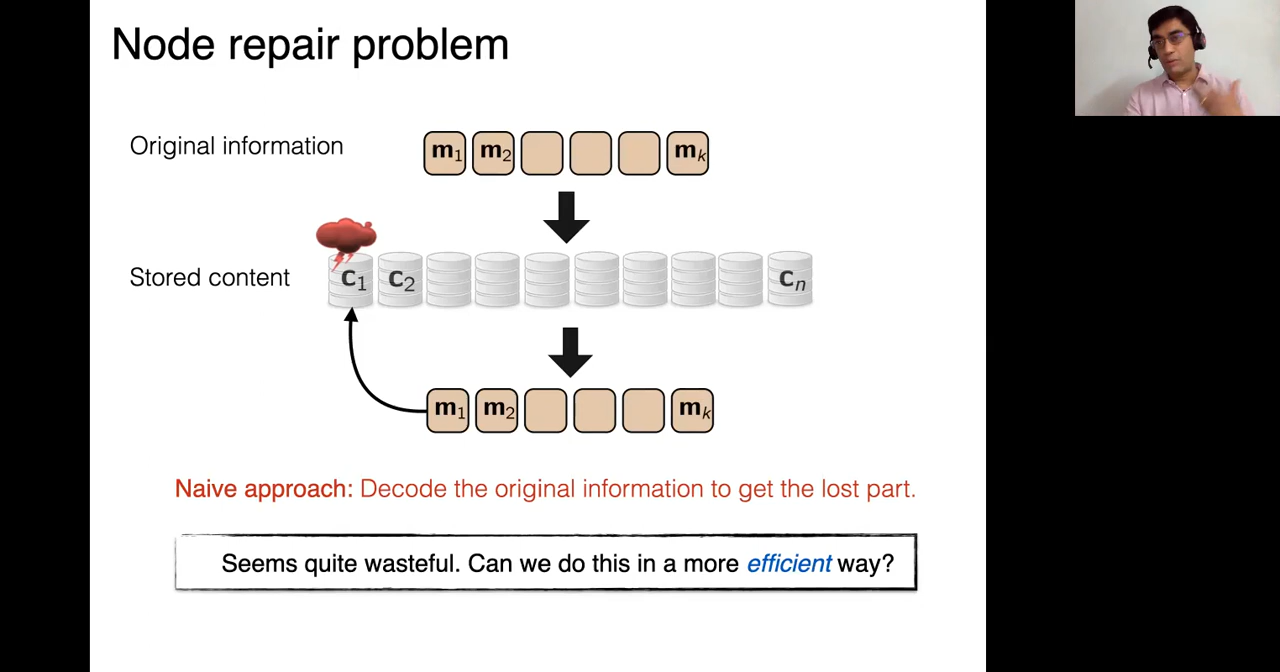 Node repair problem
Original information
m1 m2 mk
Stored content
c1 c2 cn
m1 m2 mk
Naive approach: Decode the original information to get the lost part.
Seems quite wasteful. Can we do this in a more efficient way?